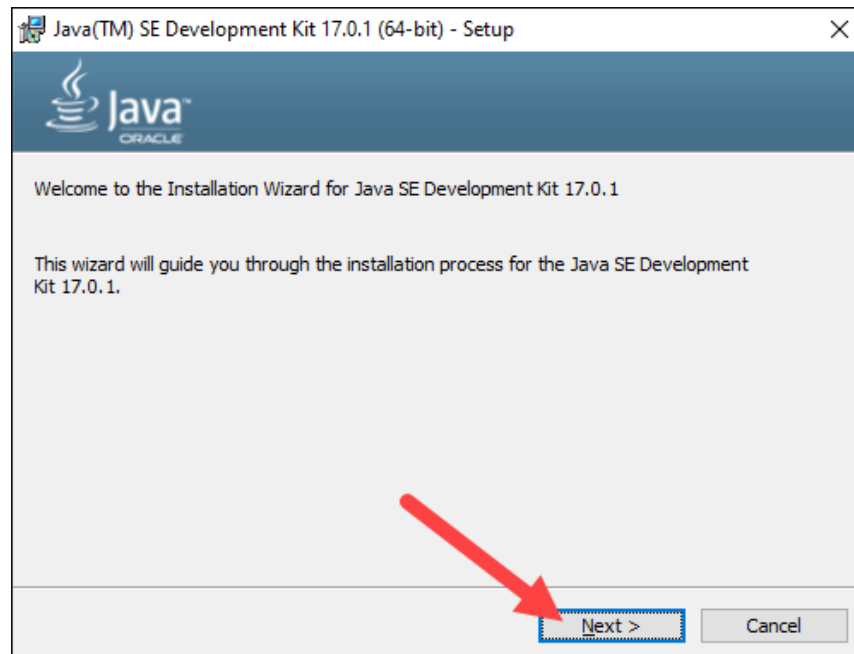 Java(TM) SE Development Kit 17.0.1 (64-bit) - Setup
Java™
ORACLE
Welcome to the Installation Wizard for Java SE Development Kit 17.0.1
This wizard will guide you through the installation process for the Java SE Development
Kit 17.0.1.
Next >
Cancel